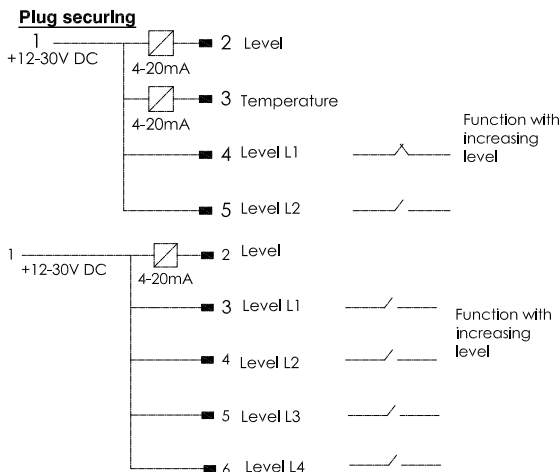 Plug securing
1
+12-30V DC
2 Level
4-20mA
3 Temperature
4-20mA
4 Level L1
Function with
increasing
level
5 Level L2
1
+12-30V DC
2 Level
4-20mA
3 Level L1
Function with
increasing
level
4 Level L2
5 Level L3
6 Level L4